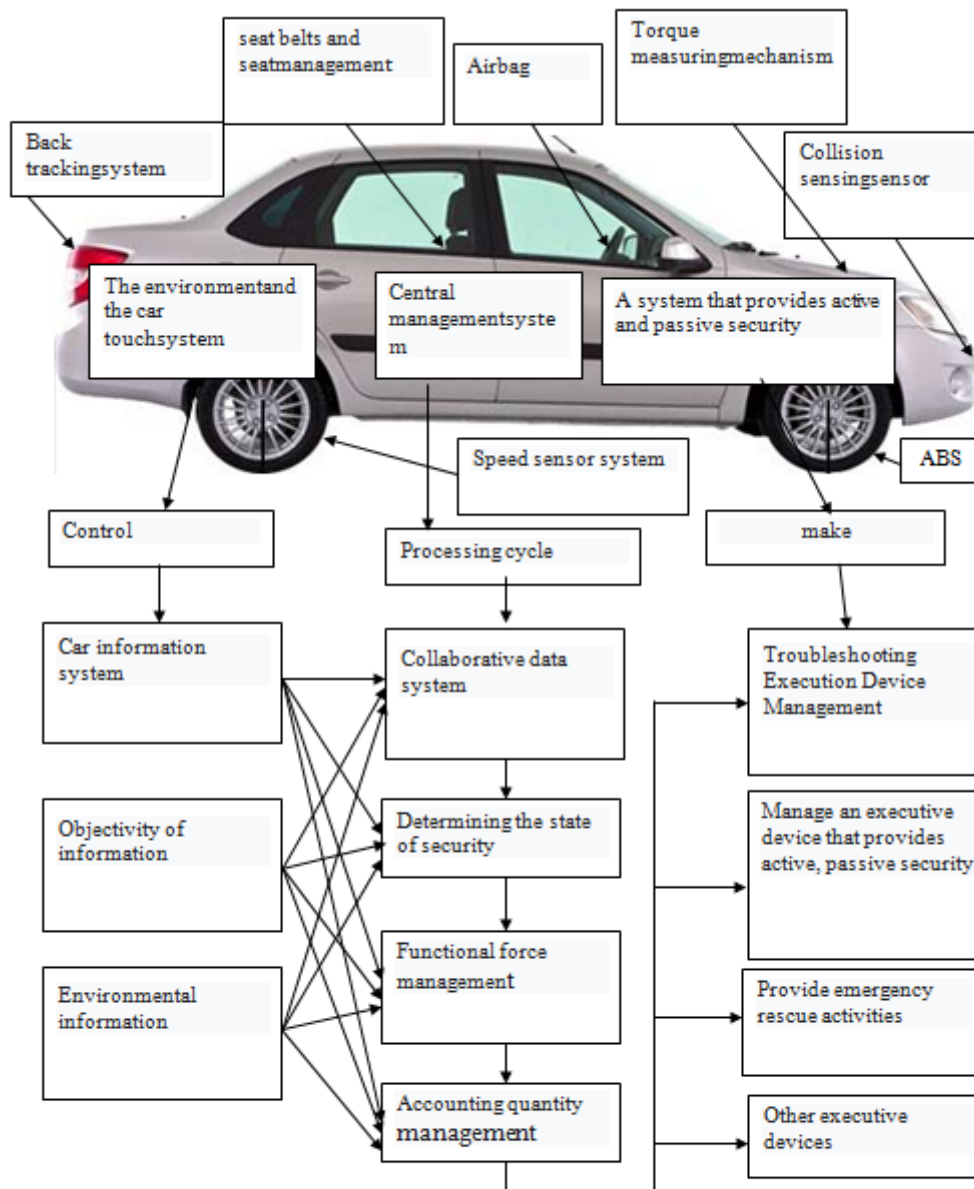 seat belts and
seatmanagement
Airbag
Torque
measuringmechanism
Back
trackingsystem
Collision
sensingsensor
The environmentand
the car
touchsystem
Central
managementsyste
m
A system that provides active
and passive security
Speed sensor system
ABS
Control
Processing cycle
make
Car information
system
Collaborative data
system
Troubleshooting
Execution Device
Management
Objectivity of
information
Determining the state
of security
Manage an executive
device that provides
active, passive security
Functional force
management
Environmental
information
Provide emergency
rescue activities
Accounting quantity
management
Other executive
devices